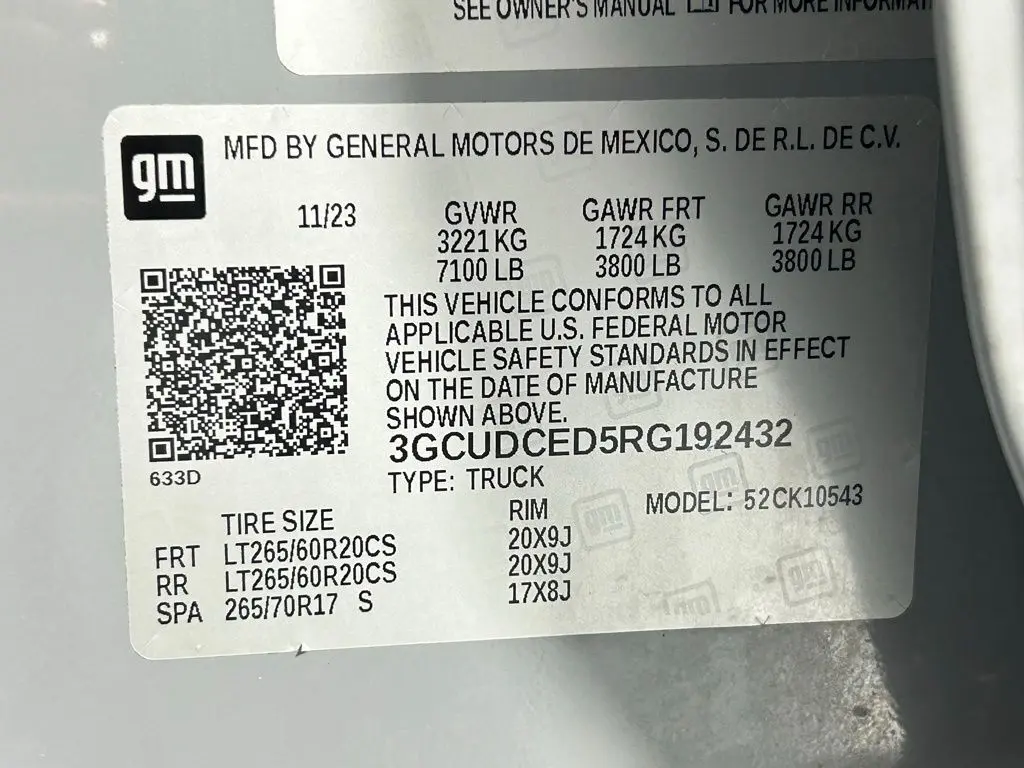 SEE OWNER'S MANUAL FOR MORE
gm
MFD BY GENERAL MOTORS DE MEXICO, S. DE R.L. DE C.V.
11/23 GVWR GAWR FRT GAWR RR
3221 KG 1724 KG 1724 KG
7100 LB 3800 LB 3800 LB
THIS VEHICLE CONFORMS TO ALL
APPLICABLE U.S. FEDERAL MOTOR
VEHICLE SAFETY STANDARDS IN EFFECT
ON THE DATE OF MANUFACTURE
SHOWN ABOVE.
3GCUDCED5RG192432
633D
TYPE: TRUCK
MODEL: 52CK10543
TIRE SIZE RIM
FRT LT265/60R20CS 20X9J
RR LT265/60R20CS 20X9J
SPA 265/70R17 S 17X8J